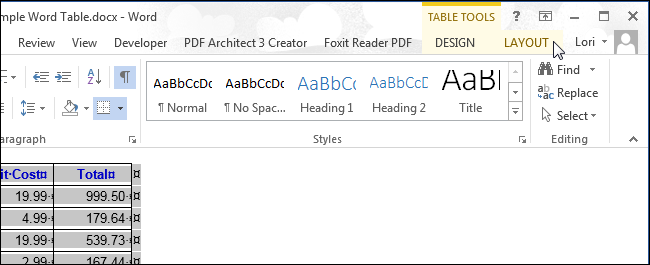 mple Word Table.docx - Word
TABLE TOOLS
?
Review View Developer PDF Architect 3 Creator Foxit Reader PDF DESIGN LAYOUT Lori
A Z ¶ AaBbCcDc AaBbCcDc AaBbCc AaBbCcD AaB Find
ab ac Replace
¶ Normal ¶ No Spac... Heading 1 Heading 2 Title
Select
aragraph Styles Editing
it·Cost¤ Total¤ ¤
19.99·¤ 999.50·¤ ¤
4.99·¤ 179.64·¤ ¤
19.99·¤ 539.73·¤ ¤
2.99·¤ 167.44·¤ ¤